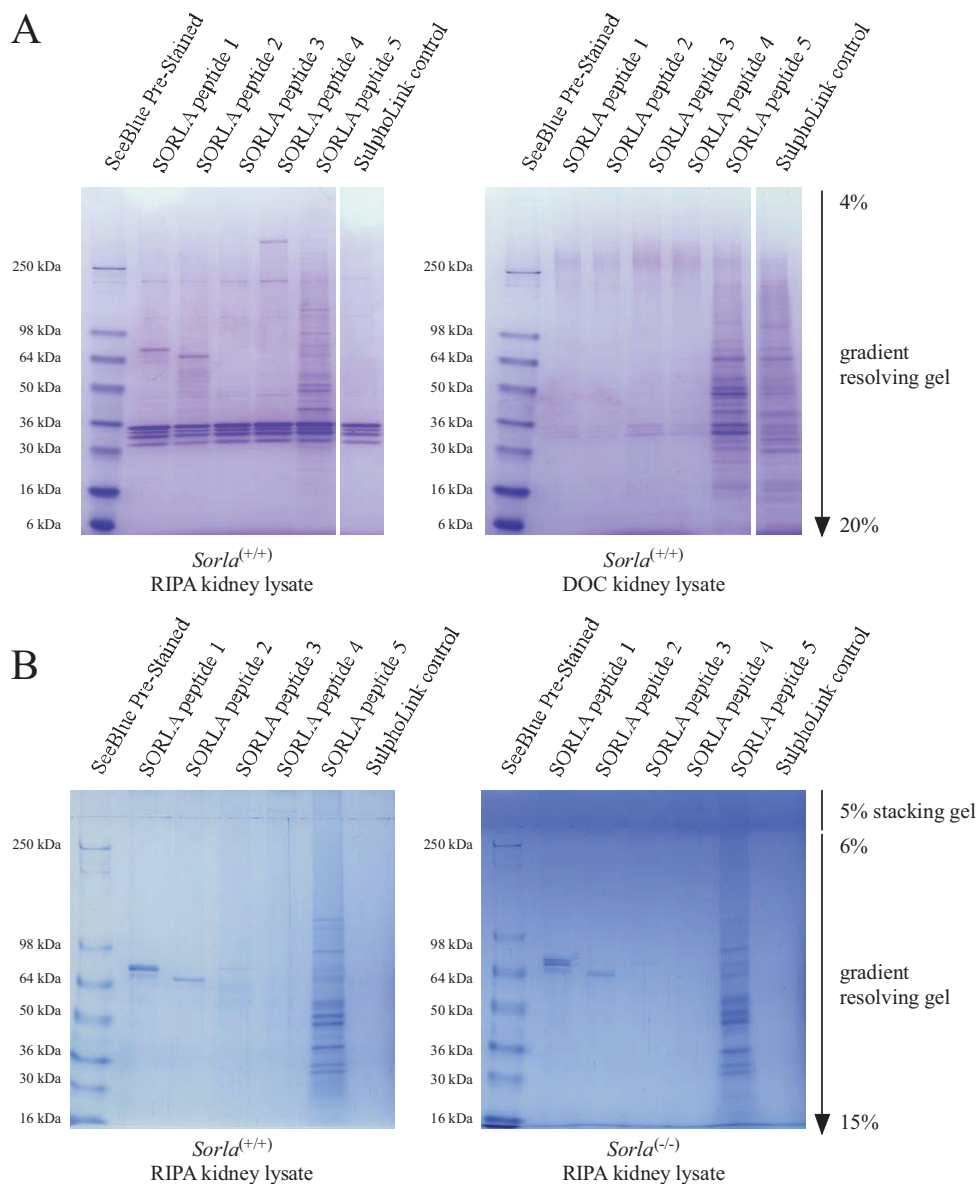 A
SeeBlue Pre-Stained
SORLA peptide 1
SORLA peptide 2
SORLA peptide 3
SORLA peptide 4
SORLA peptide 5
SulphoLink control
SeeBlue Pre-Stained
SORLA peptide 1
SORLA peptide 2
SORLA peptide 3
SORLA peptide 4
SORLA peptide 5
SulphoLink control
250 kDa
98 kDa
64 kDa
50 kDa
36 kDa
30 kDa
16 kDa
6 kDa
250 kDa
98 kDa
64 kDa
50 kDa
36 kDa
30 kDa
16 kDa
6 kDa
4%
gradient
resolving gel
20%
Sorla(+/+)
RIPA kidney lysate
Sorla(+/+)
DOC kidney lysate
B
SeeBlue Pre-Stained
SORLA peptide 1
SORLA peptide 2
SORLA peptide 3
SORLA peptide 4
SORLA peptide 5
SulphoLink control
SeeBlue Pre-Stained
SORLA peptide 1
SORLA peptide 2
SORLA peptide 3
SORLA peptide 4
SORLA peptide 5
SulphoLink control
250 kDa
98 kDa
64 kDa
50 kDa
36 kDa
30 kDa
16 kDa
250 kDa
98 kDa
64 kDa
50 kDa
36 kDa
30 kDa
16 kDa
5% stacking gel
6%
gradient
resolving gel
15%
Sorla(+/+)
RIPA kidney lysate
Sorla(-/-)
RIPA kidney lysate